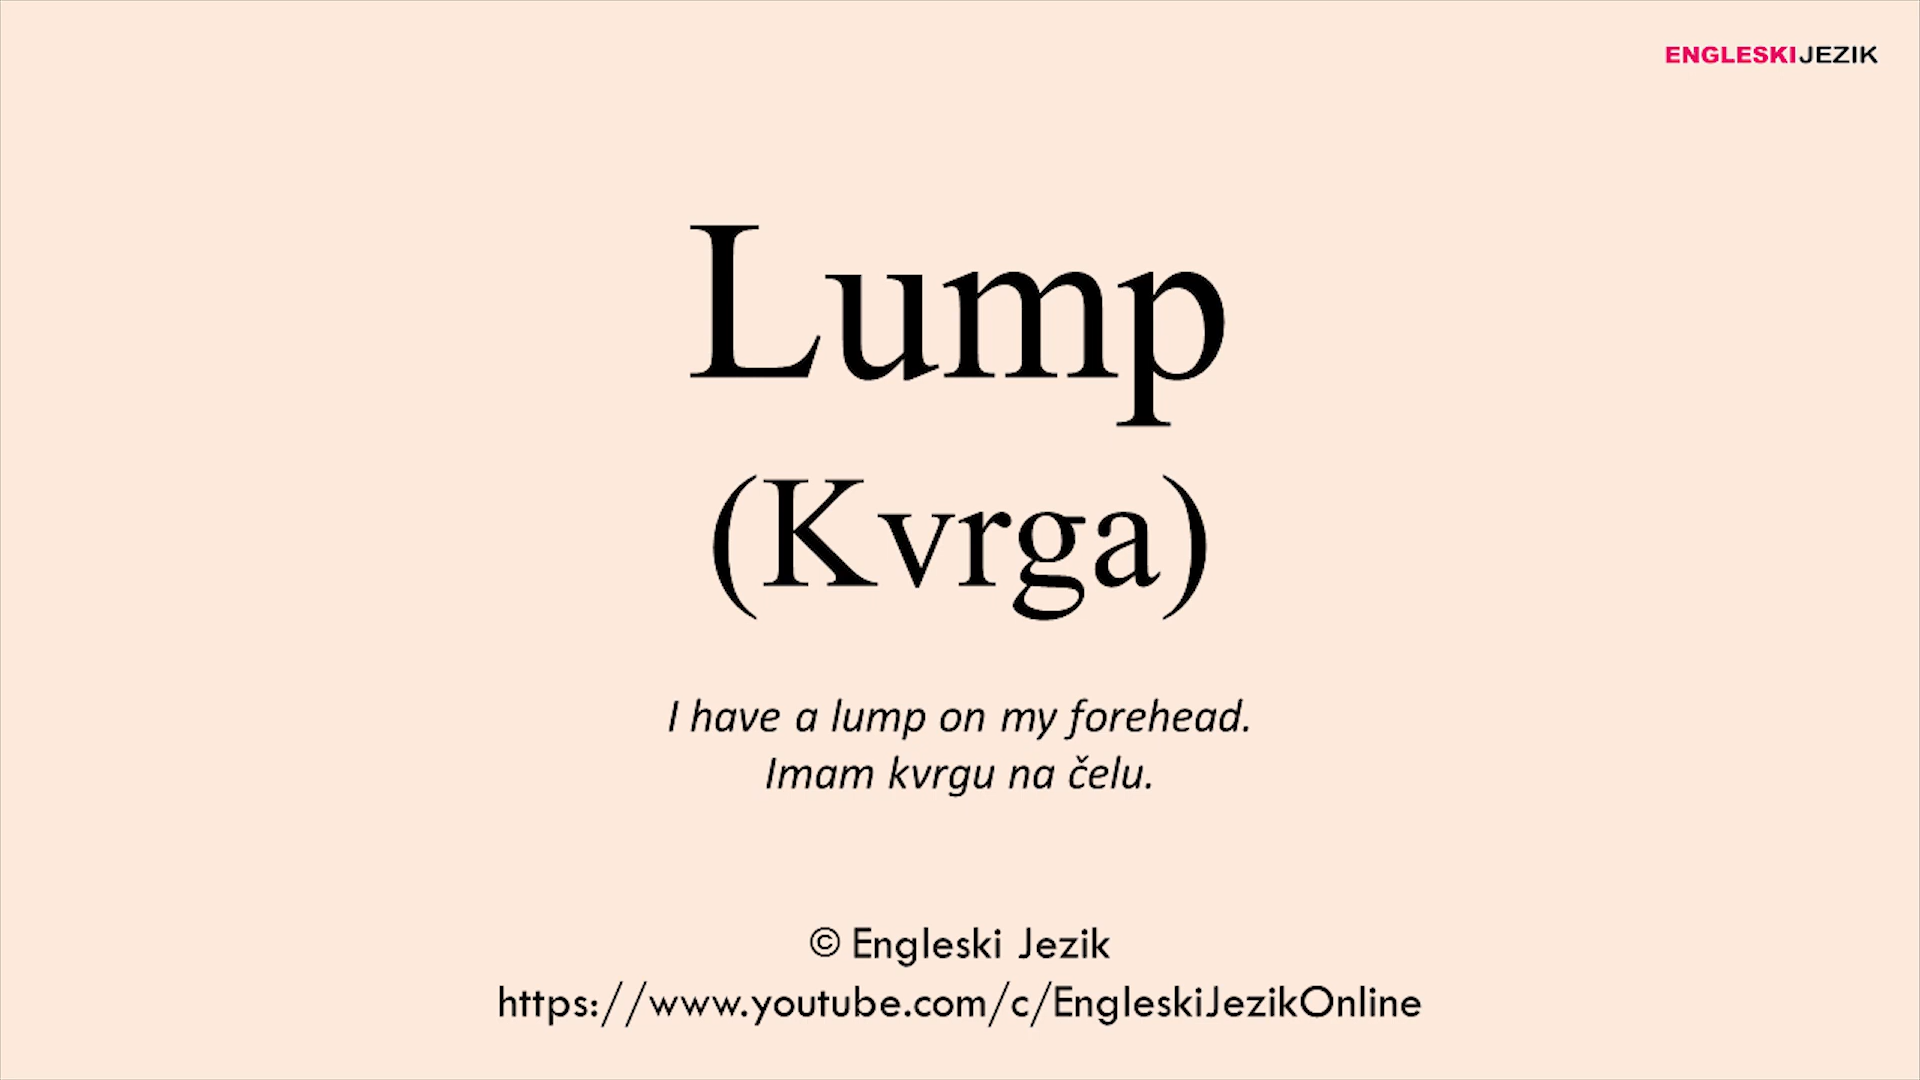 ENGLESKIJEZIK
Lump
(Kvrga)
I have a lump on my forehead.
Imam kvrgu na čelu.
© Engleski Jezik
https://www.youtube.com/c/EngleskiJezikOnline